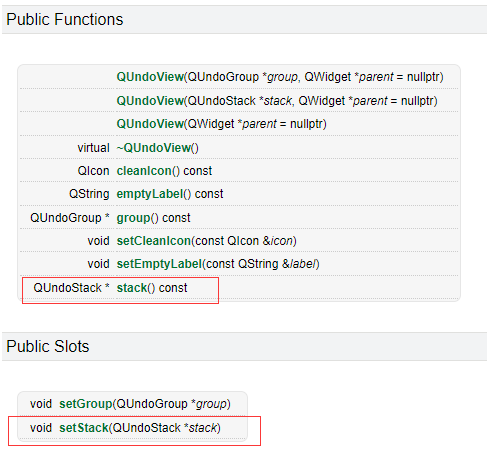 Public Functions
QUndoView(QUndoGroup *group, QWidget *parent = nullptr)
QUndoView(QUndoStack *stack, QWidget *parent = nullptr)
QUndoView(QWidget *parent = nullptr)
virtual ~QUndoView()
QIcon cleanIcon() const
QString emptyLabel() const
QUndoGroup * group() const
void setCleanIcon(const QIcon &icon)
void setEmptyLabel(const QString &label)
QUndoStack * stack() const
Public Slots
void setGroup(QUndoGroup *group)
void setStack(QUndoStack *stack)